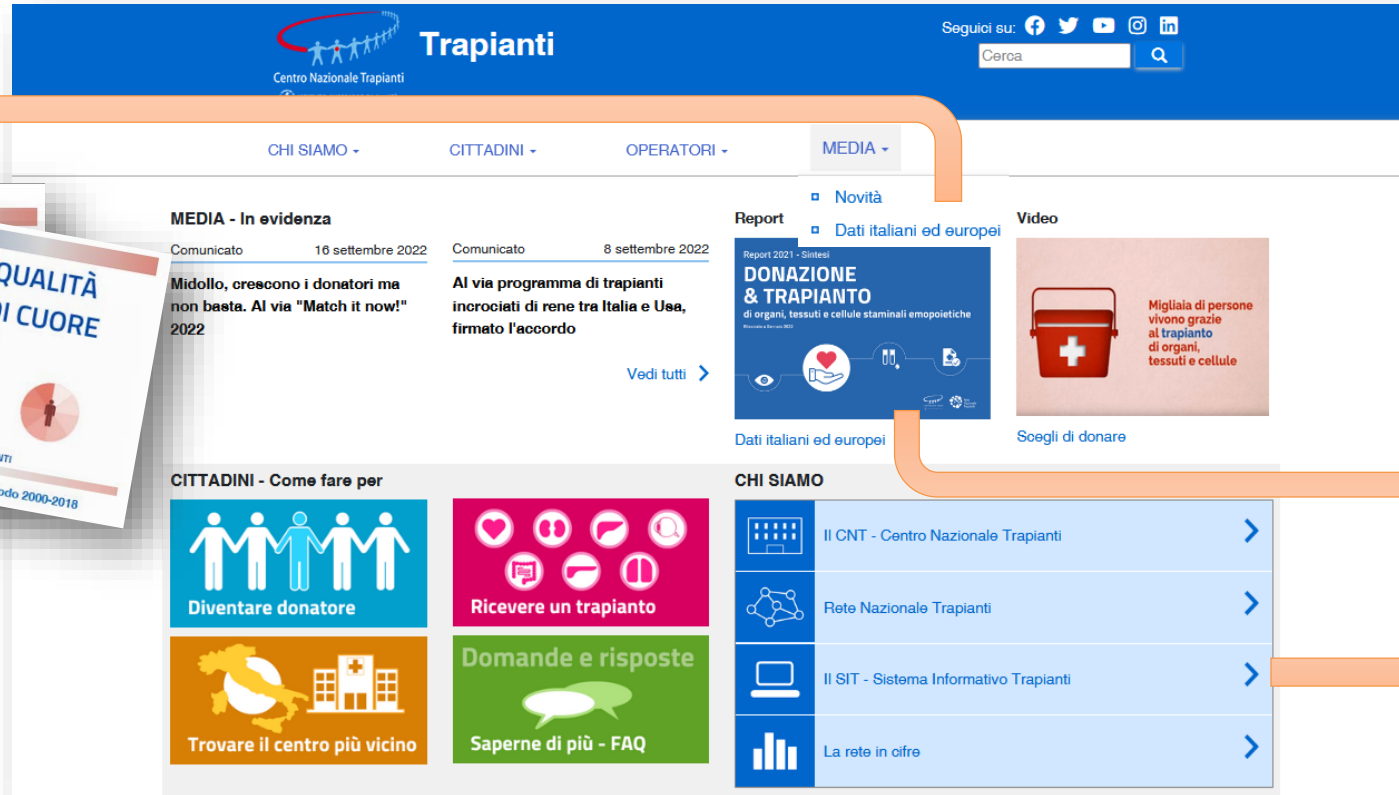 Trapianti
Centro Nazionale Trapianti
Seguici su:
Cerca
CHI SIAMO
CITTADINI
OPERATORI
MEDIA
Novità
Dati italiani ed europei
QUALITÀ
DI CUORE
2000-2018
MEDIA - In evidenza
Comunicato 16 settembre 2022
Midollo, crescono i donatori ma
non basta. Al via "Match it now!"
2022
Comunicato 8 settembre 2022
Al via programma di trapianti
incrociati di rene tra Italia e Usa,
firmato l'accordo
Vedi tutti
Report
Report 2021 - Sintesi
DONAZIONE
& TRAPIANTO
di organi, tessuti e cellule staminali emopoietiche
Dati italiani ed europei
Video
Migliaia di persone
vivono grazie
al trapianto
di organi,
tessuti e cellule
Scegli di donare
CITTADINI - Come fare per
Diventare donatore
Ricevere un trapianto
Trovare il centro più vicino
Domande e risposte
Saperne di più - FAQ
CHI SIAMO
Il CNT - Centro Nazionale Trapianti
Rete Nazionale Trapianti
Il SIT - Sistema Informativo Trapianti
La rete in cifre